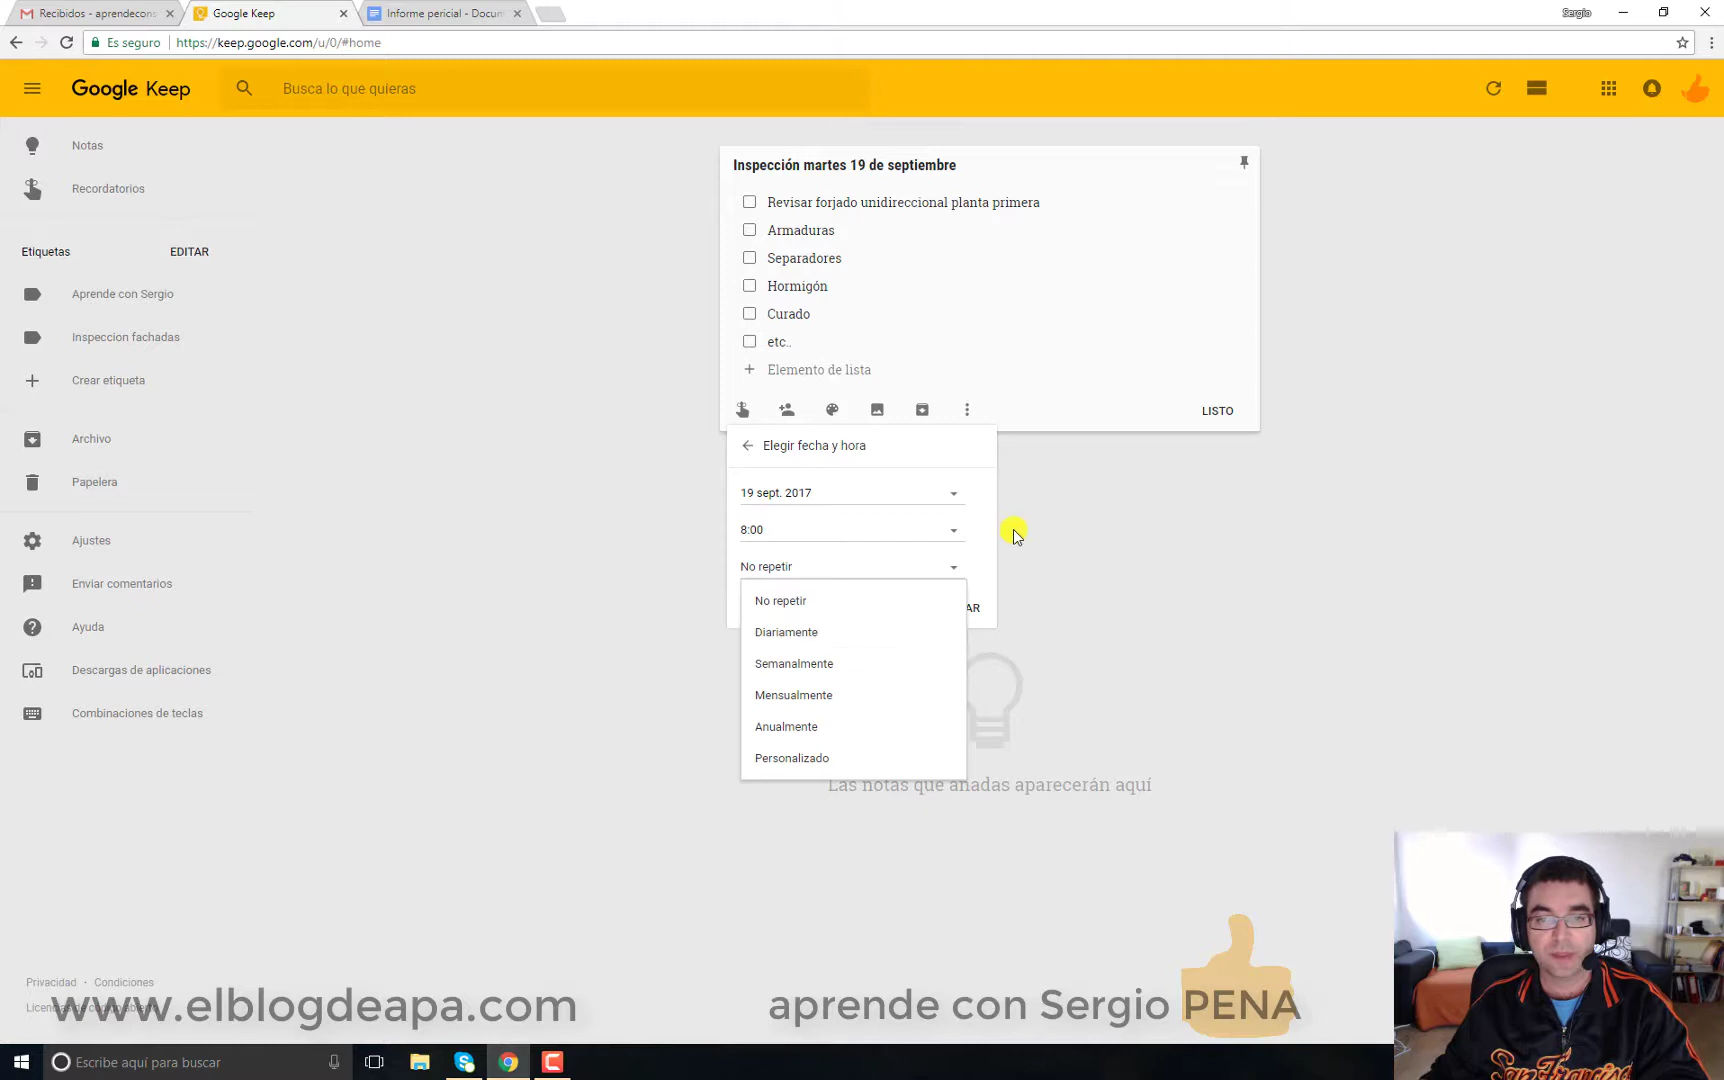 Recibidos - aprendecons
Google Keep
Informe pericial - Docum
Sergio
Es seguro
https://keep.google.com/u/0/#home
Google Keep
Busca lo que quieras
Notas
Recordatorios
Etiquetas
EDITAR
Aprende con Sergio
Inspeccion fachadas
Crear etiqueta
Archivo
Papelera
Ajustes
Enviar comentarios
Ayuda
Descargas de aplicaciones
Combinaciones de teclas
Inspección martes 19 de septiembre
Revisar forjado unidireccional planta primera
Armaduras
Separadores
Hormigón
Curado
etc..
Elemento de lista
LISTO
Elegir fecha y hora
19 sept. 2017
8:00
No repetir
No repetir
AR
Diariamente
Semanalmente
Mensualmente
Anualmente
Personalizado
Las notas que añadas aparecerán aquí
Privacidad · Condiciones
Licencias de código abierto
www.elblogdeapa.com
aprende con Sergio PENA
Escribe aquí para buscar